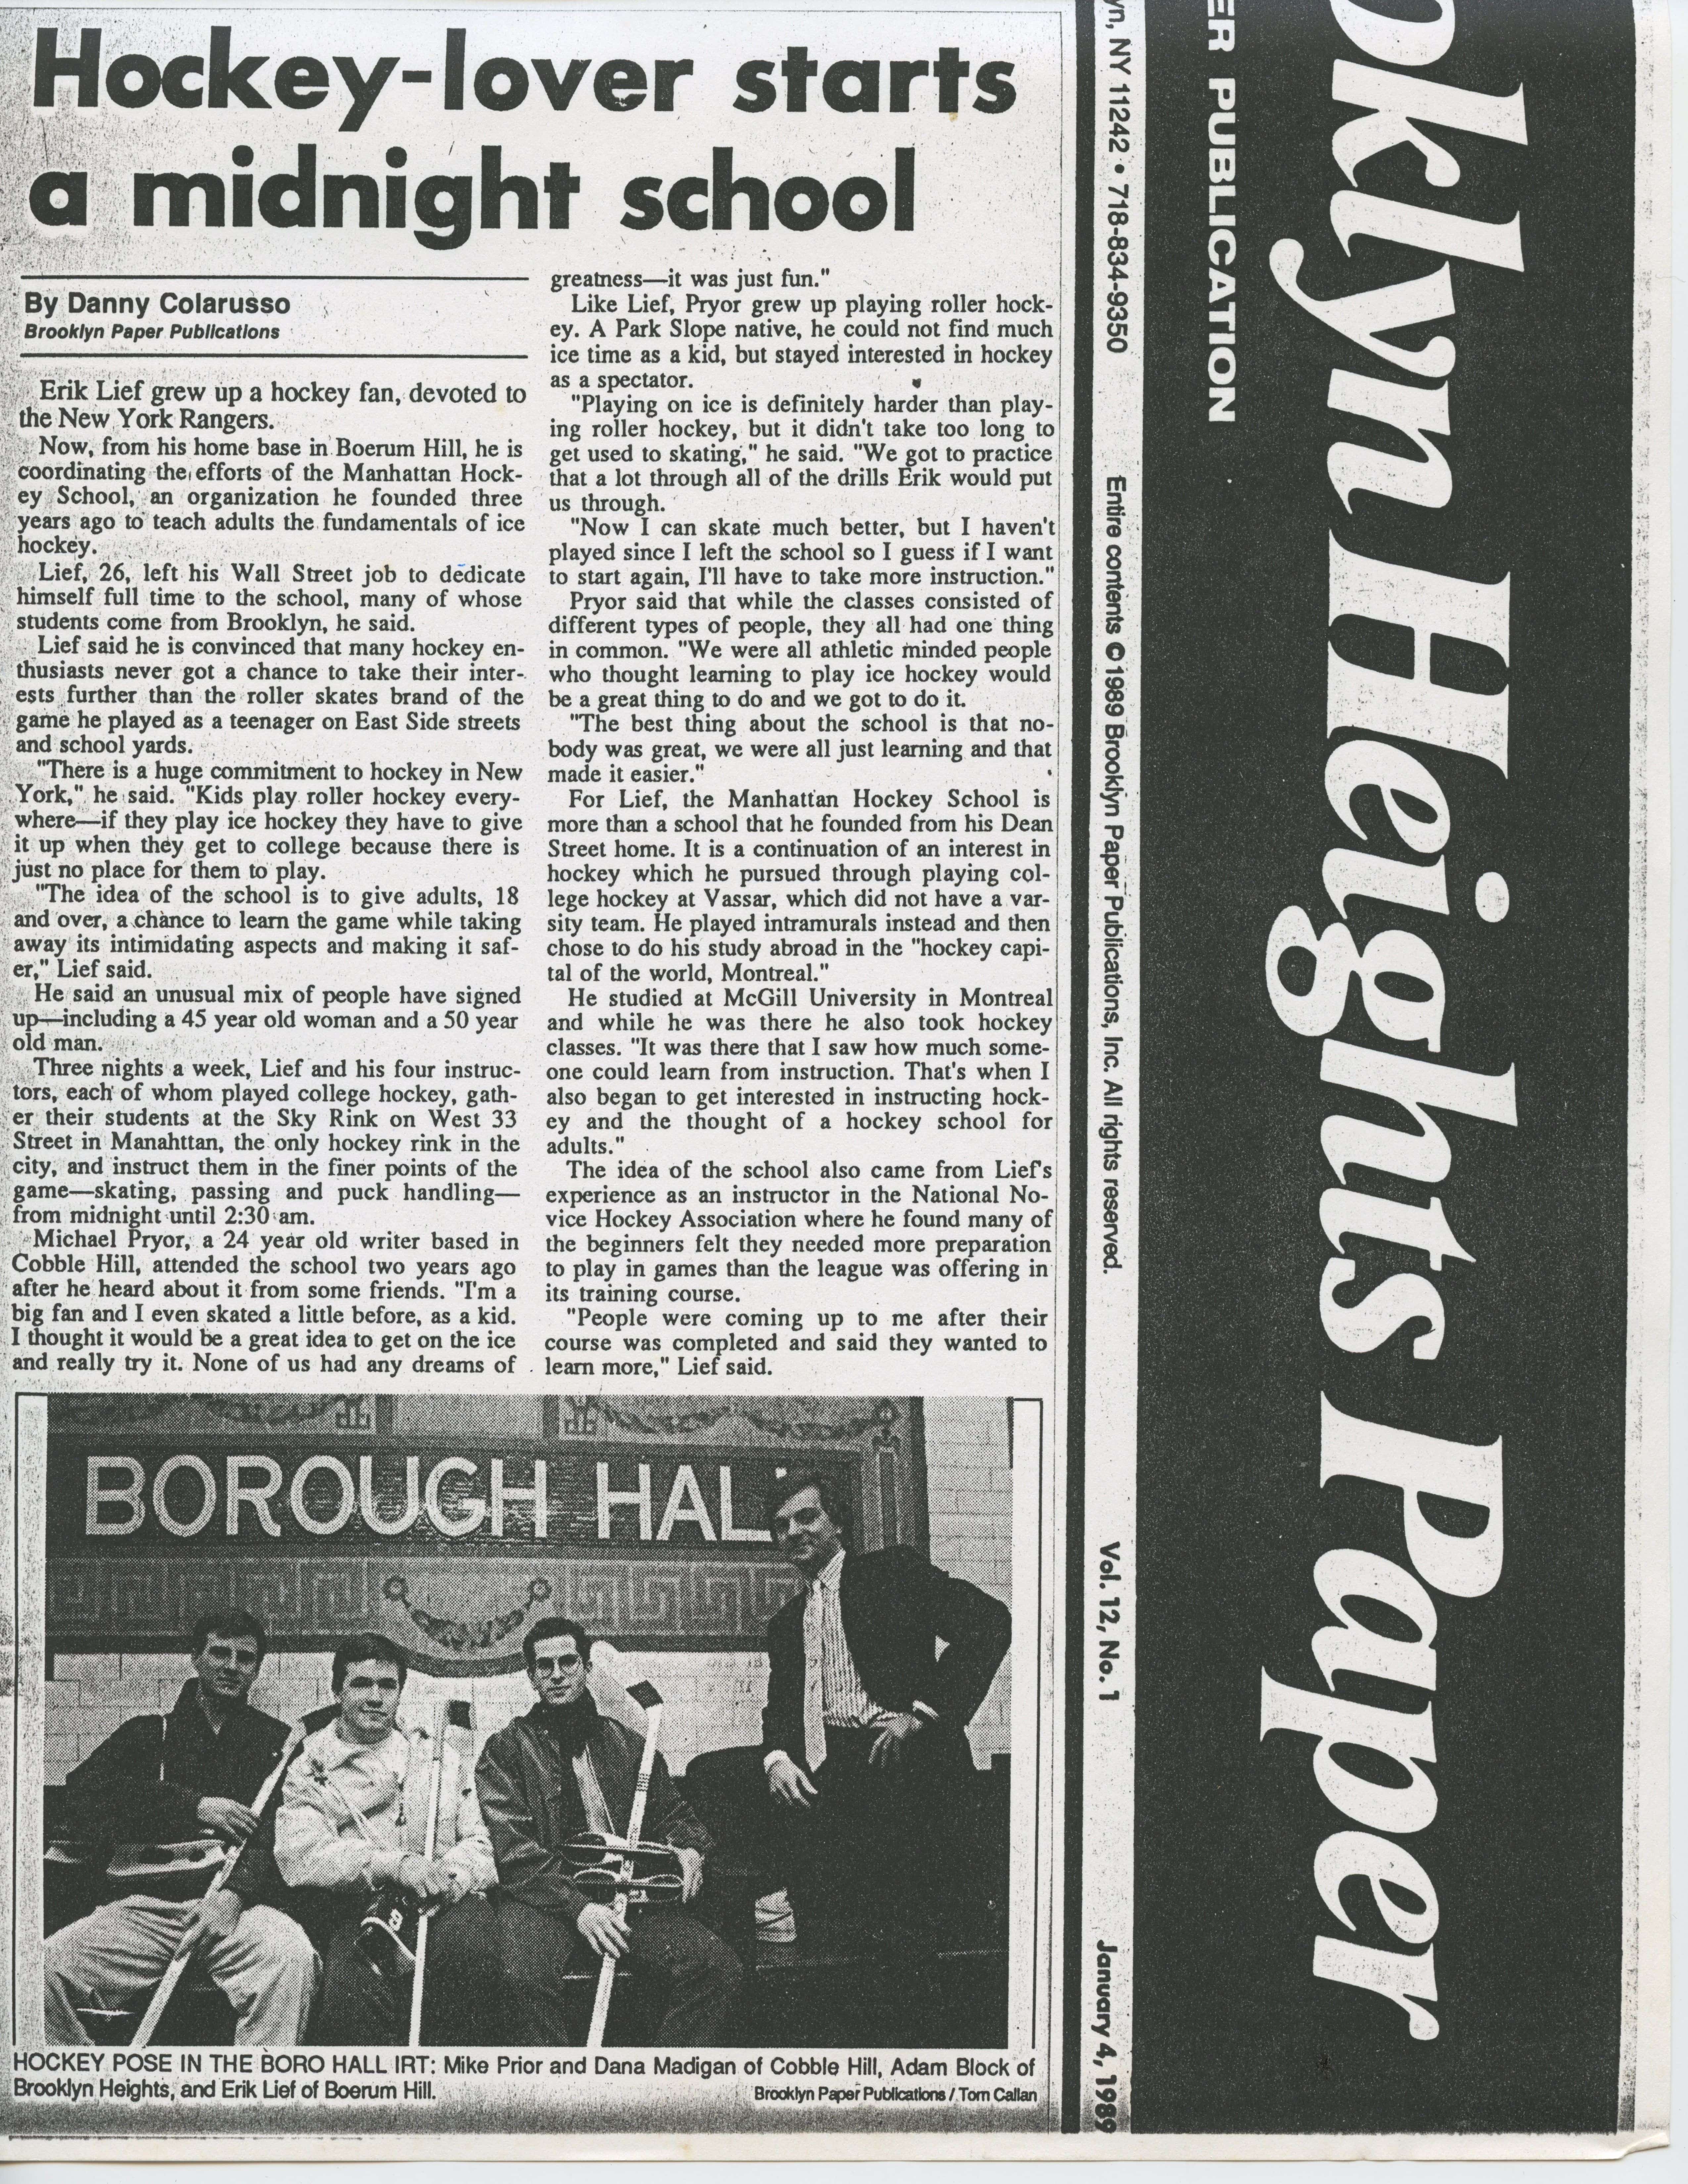 Hockey-lover starts
a midnight school
By Danny Colarusso
Brooklyn Paper Publications
Erik Lief grew up a hockey fan, devoted to
the New York Rangers.
Now, from his home base in Boerum Hill, he is
coordinating the efforts of the Manhattan Hock-
ey School, an organization he founded three
years ago to teach adults the fundamentals of ice
hockey.
Lief, 26, left his Wall Street job to dedicate
himself full time to the school, many of whose
students come from Brooklyn, he said.
Lief said he is convinced that many hockey en-
thusiasts never got a chance to take their inter-
ests further than the roller skates brand of the
game he played as a teenager on East Side streets
and school yards.
"There is a huge commitment to hockey in New
York," he said. "Kids play roller hockey every-
where—if they play ice hockey they have to give
it up when they get to college because there is
just no place for them to play.
"The idea of the school is to give adults, 18
and over, a chance to learn the game while taking
away its intimidating aspects and making it saf-
er," Lief said.
He said an unusual mix of people have signed
up—including a 45 year old woman and a 50 year
old man.
Three nights a week, Lief and his four instruc-
tors, each of whom played college hockey, gath-
er their students at the Sky Rink on West 33
Street in Manahttan, the only hockey rink in the
city, and instruct them in the finer points of the
game—skating, passing and puck handling—
from midnight until 2:30 am.
Michael Pryor, a 24 year old writer based in
Cobble Hill, attended the school two years ago
after he heard about it from some friends. "I'm a
big fan and I even skated a little before, as a kid.
I thought it would be a great idea to get on the ice
and really try it. None of us had any dreams of
greatness—it was just fun."
Like Lief, Pryor grew up playing roller hock-
ey. A Park Slope native, he could not find much
ice time as a kid, but stayed interested in hockey
as a spectator.
"Playing on ice is definitely harder than play-
ing roller hockey, but it didn't take too long to
get used to skating," he said. "We got to practice
that a lot through all of the drills Erik would put
us through.
"Now I can skate much better, but I haven't
played since I left the school so I guess if I want
to start again, I'll have to take more instruction."
Pryor said that while the classes consisted of
different types of people, they all had one thing
in common. "We were all athletic minded people
who thought learning to play ice hockey would
be a great thing to do and we got to do it.
"The best thing about the school is that no-
body was great, we were all just learning and that
made it easier."
For Lief, the Manhattan Hockey School is
more than a school that he founded from his Dean
Street home. It is a continuation of an interest in
hockey which he pursued through playing col-
lege hockey at Vassar, which did not have a var-
sity team. He played intramurals instead and then
chose to do his study abroad in the "hockey capi-
tal of the world, Montreal."
He studied at McGill University in Montreal
and while he was there he also took hockey
classes. "It was there that I saw how much some-
one could learn from instruction. That's when I
also began to get interested in instructing hock-
ey and the thought of a hockey school for
adults."
The idea of the school also came from Lief's
experience as an instructor in the National No-
vice Hockey Association where he found many of
the beginners felt they needed more preparation
to play in games than the league was offering in
its training course.
"People were coming up to me after their
course was completed and said they wanted to
learn more," Lief said.
BOROUGH HAL
HOCKEY POSE IN THE BORO HALL IRT: Mike Prior and Dana Madigan of Cobble Hill, Adam Block of
Brooklyn Heights, and Erik Lief of Boerum Hill.
Brooklyn Paper Publications / Tom Callan
yn, NY 11242 • 718-834-9350 Entire contents © 1989 Brooklyn Paper Publications, Inc. All rights reserved. Vol. 12, No. 1 January 4, 1989
ER PUBLICATION
oklyn Heights Paper